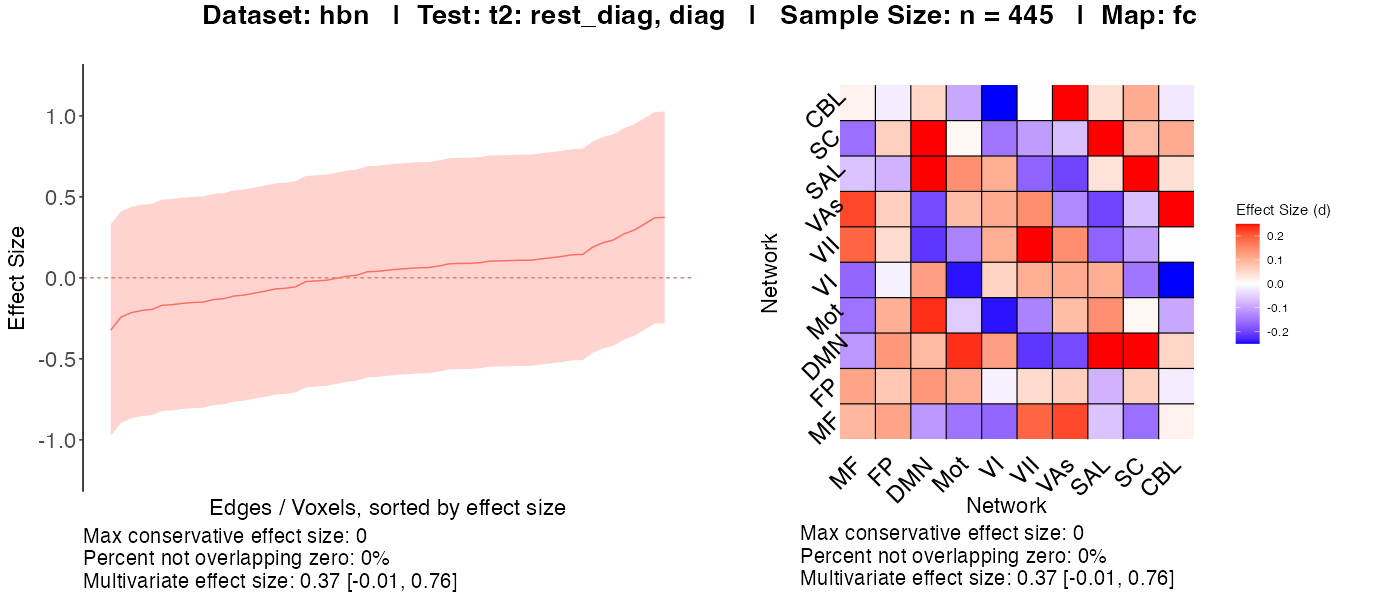 Dataset: hbn | Test: t2: rest_diag, diag | Sample Size: n = 445 | Map: fc
Effect Size
1.0
0.5
0.0
-0.5
-1.0
Edges / Voxels, sorted by effect size
Max conservative effect size: 0
Percent not overlapping zero: 0%
Multivariate effect size: 0.37 [-0.01, 0.76]
Network
CBL
SC
SAL
VAs
VII
VI
Mot
DMN
FP
MF
MF
FP
DMN
Mot
VI
VII
VAs
SAL
SC
CBL
Network
Effect Size (d)
0.2
0.1
0.0
-0.1
-0.2
Max conservative effect size: 0
Percent not overlapping zero: 0%
Multivariate effect size: 0.37 [-0.01, 0.76]